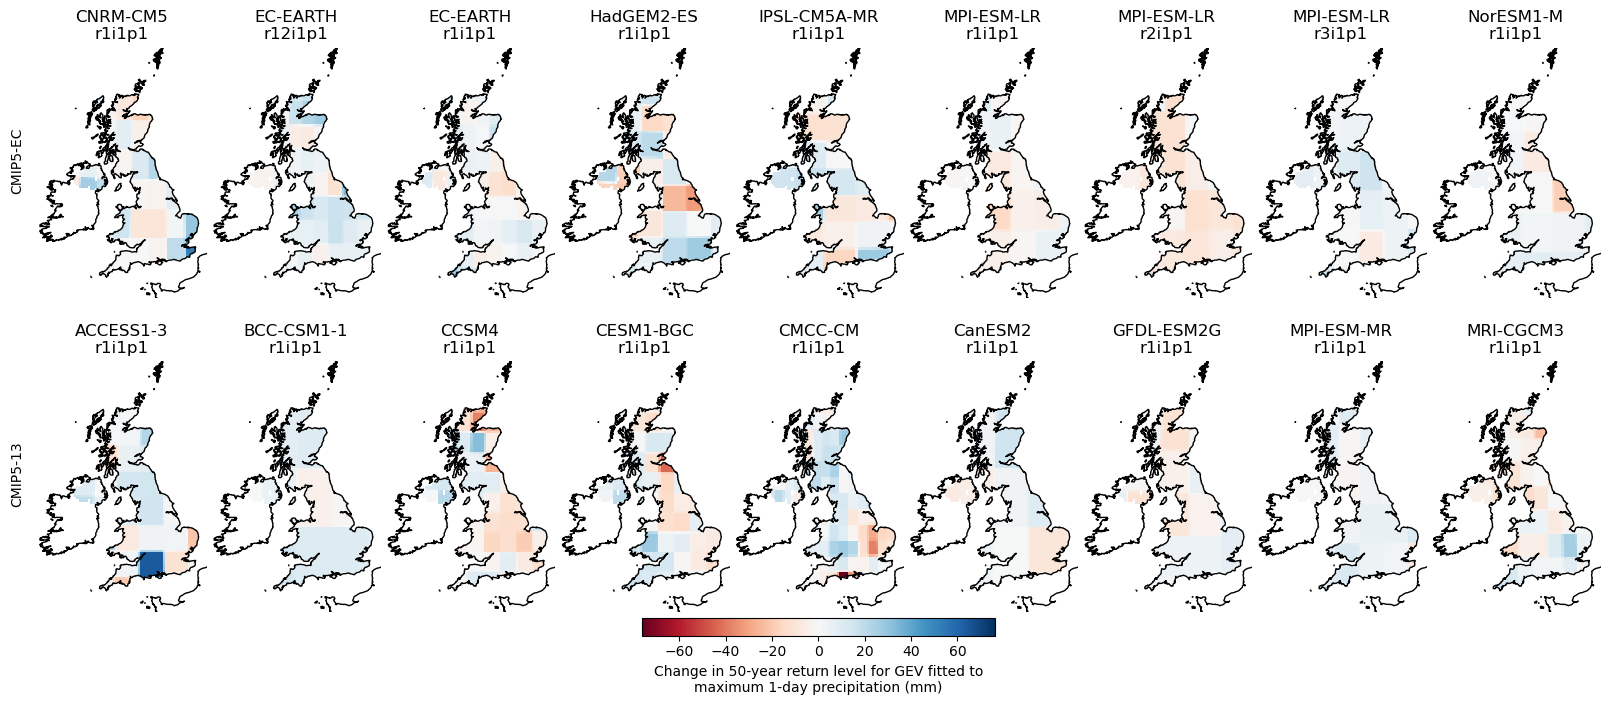 CNRM-CM5 EC-EARTH EC-EARTH HadGEM2-ES IPSL-CM5A-MR MPI-ESM-LR MPI-ESM-LR MPI-ESM-LR NorESM1-M
r1i1p1 r12i1p1 r1i1p1 r1i1p1 r1i1p1 r1i1p1 r2i1p1 r3i1p1 r1i1p1
CMIP5-EC
ACCESS1-3 BCC-CSM1-1 CCSM4 CESM1-BGC CMCC-CM CanESM2 GFDL-ESM2G MPI-ESM-MR MRI-CGCM3
r1i1p1 r1i1p1 r1i1p1 r1i1p1 r1i1p1 r1i1p1 r1i1p1 r1i1p1 r1i1p1
CMIP5-13
−60 −40 −20 0 20 40 60
Change in 50-year return level for GEV fitted to
maximum 1-day precipitation (mm)